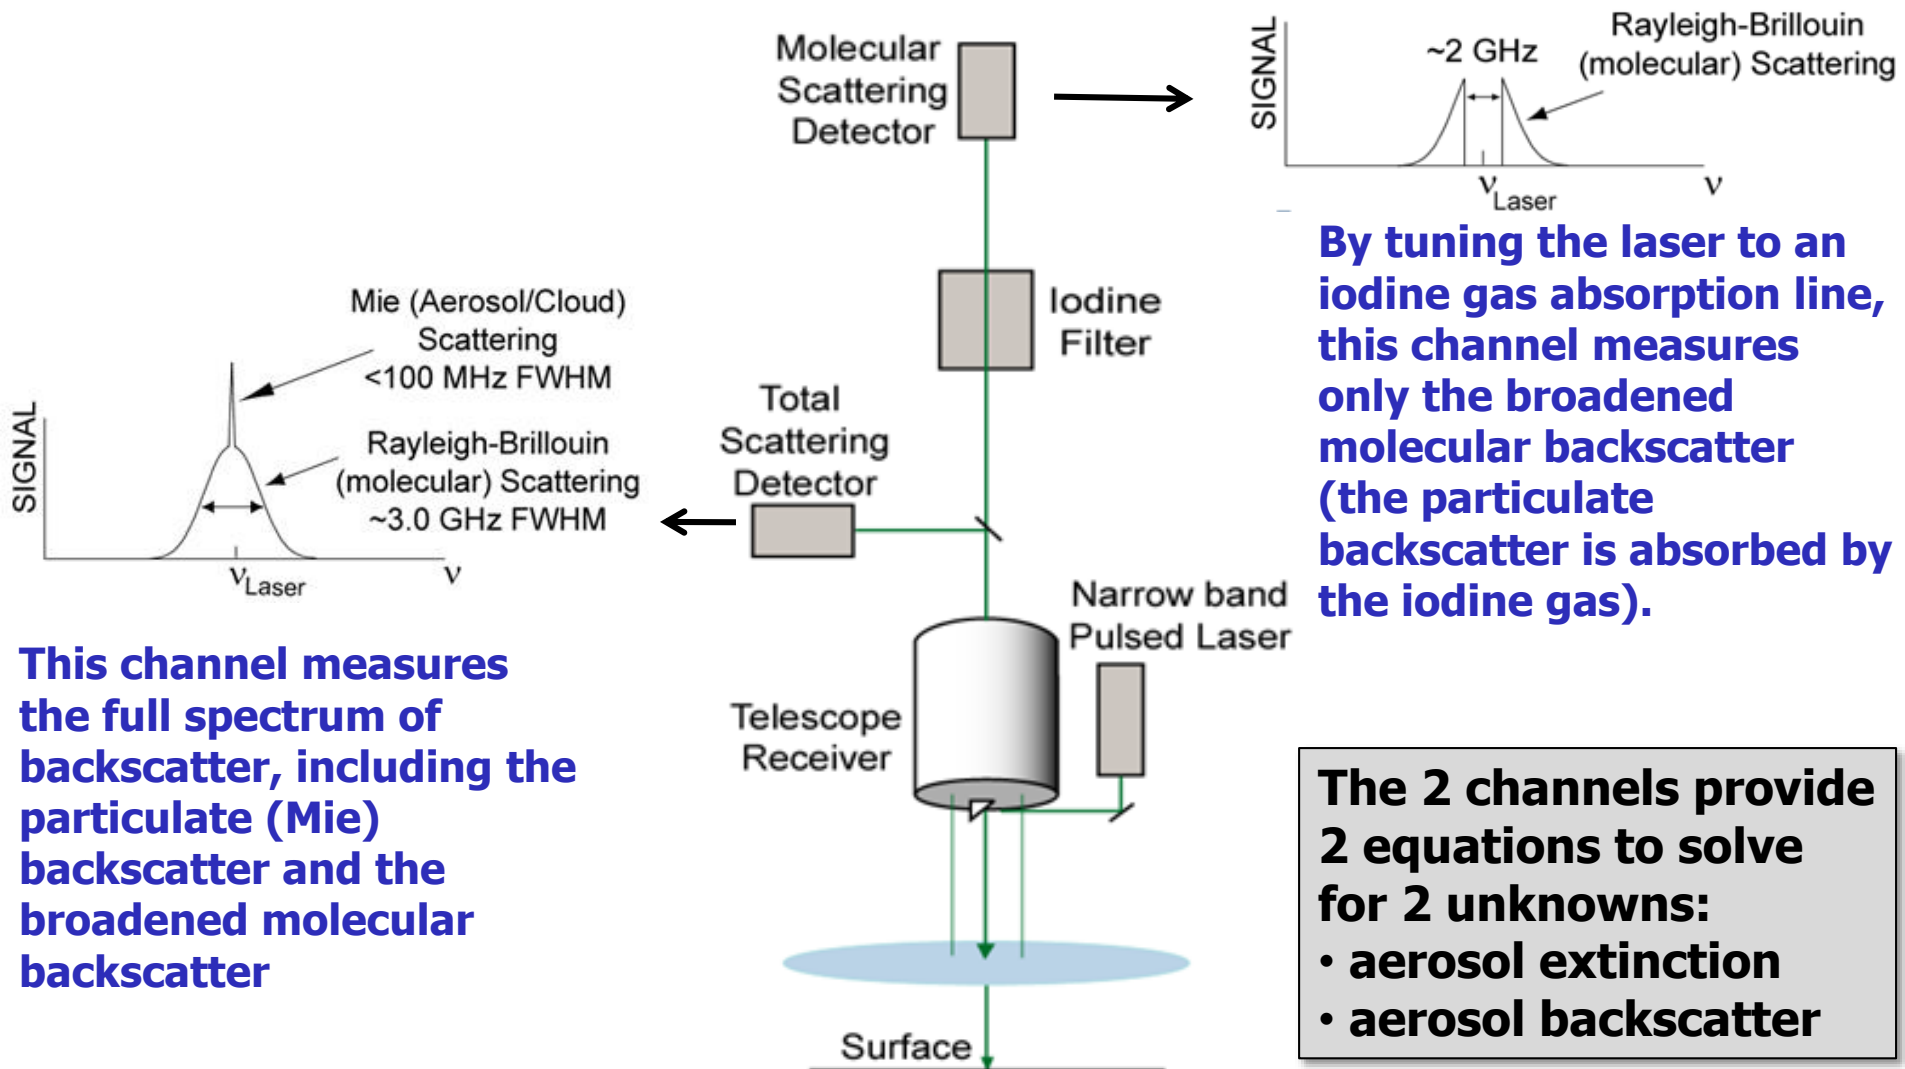 Molecular
Scattering
Detector
SIGNAL
~2 GHz
Rayleigh-Brillouin
(molecular) Scattering
νLaser
ν
By tuning the laser to an
iodine gas absorption line,
this channel measures
only the broadened
molecular backscatter
(the particulate
backscatter is absorbed by
the iodine gas).
Iodine
Filter
Mie (Aerosol/Cloud)
Scattering
<100 MHz FWHM
Rayleigh-Brillouin
(molecular) Scattering
~3.0 GHz FWHM
SIGNAL
νLaser
ν
Total
Scattering
Detector
This channel measures
the full spectrum of
backscatter, including the
particulate (Mie)
backscatter and the
broadened molecular
backscatter
Narrow band
Pulsed Laser
Telescope
Receiver
Surface
The 2 channels provide
2 equations to solve
for 2 unknowns:
• aerosol extinction
• aerosol backscatter